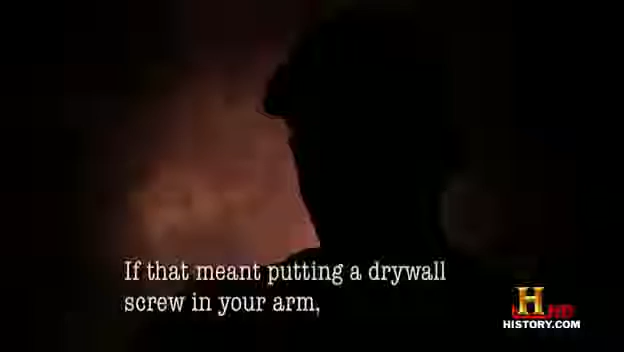 If that meant putting a drywall
screw in your arm,
H HD
HISTORY.COM